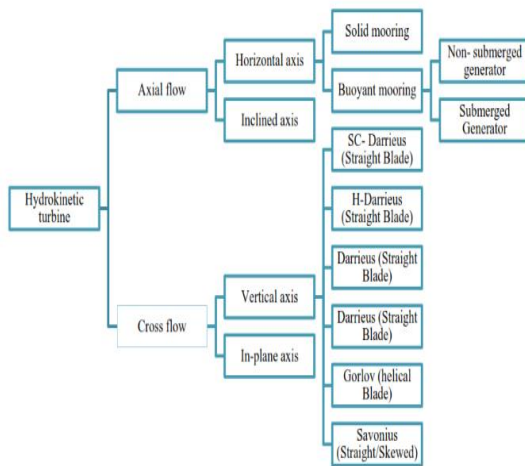 Hydrokinetic
turbine
Axial flow
Cross flow
Horizontal axis
Inclined axis
Vertical axis
In-plane axis
Solid mooring
Buoyant mooring
SC- Darrieus
(Straight Blade)
H-Darrieus
(Straight Blade)
Darrieus (Straight
Blade)
Darrieus (Straight
Blade)
Gorlov (helical
Blade)
Savonius
(Straight/Skewed)
Non- submerged
generator
Submerged
Generator